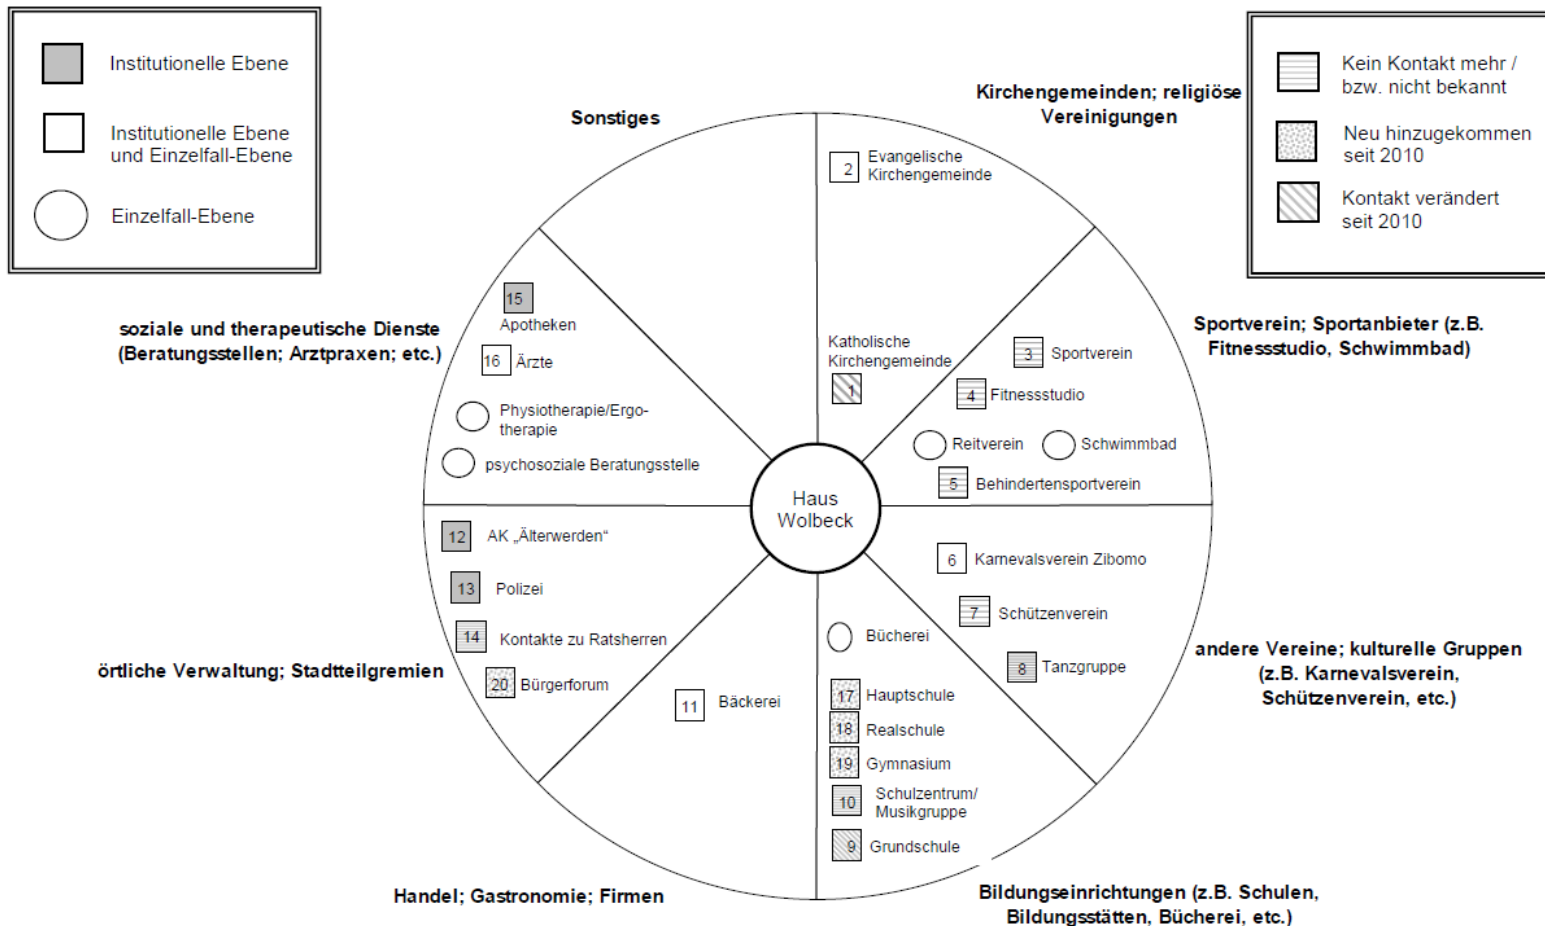 Institutionelle Ebene
Institutionelle Ebene
und Einzelfall-Ebene
Einzelfall-Ebene
Kein Kontakt mehr /
bzw. nicht bekannt
Neu hinzugekommen
seit 2010
Kontakt verändert
seit 2010
Sonstiges
Kirchengemeinden; religiöse
Vereinigungen
2
Evangelische
Kirchengemeinde
Katholische
Kirchengemeinde
1
Sportverein; Sportanbieter (z.B.
Fitnessstudio, Schwimmbad)
3 Sportverein
4 Fitnessstudio
Reitverein
Schwimmbad
5 Behindertensportverein
soziale und therapeutische Dienste
(Beratungsstellen; Arztpraxen; etc.)
15
Apotheken
16 Ärzte
Physiotherapie/Ergo-
therapie
psychosoziale Beratungsstelle
Haus
Wolbeck
12 AK „Älterwerden“
13 Polizei
14 Kontakte zu Ratsherren
20 Bürgerforum
örtliche Verwaltung; Stadtteilgremien
6 Karnevalsverein Zibomo
7 Schützenverein
8 Tanzgruppe
andere Vereine; kulturelle Gruppen
(z.B. Karnevalsverein,
Schützenverein, etc.)
11 Bäckerei
Handel; Gastronomie; Firmen
Bücherei
17 Hauptschule
18 Realschule
19 Gymnasium
10 Schulzentrum/
Musikgruppe
9 Grundschule
Bildungseinrichtungen (z.B. Schulen,
Bildungsstätten, Bücherei, etc.)